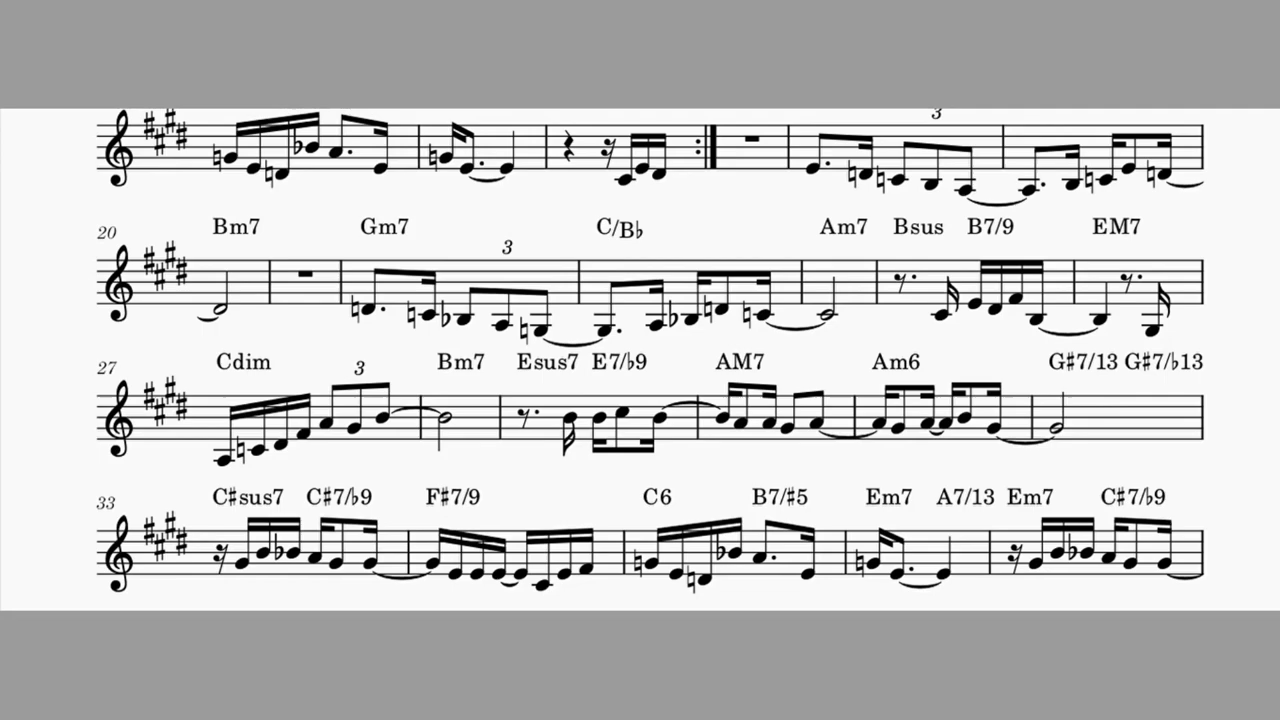 3
20 Bm7 Gm7 3 C/B♭ Am7 Bsus B7/9 EM7
27 Cdim 3 Bm7 Esus7 E7/♭9 AM7 Am6 G♯7/13 G♯7/♭13
33 C♯sus7 C♯7/♭9 F♯7/9 C6 B7/♯5 Em7 A7/13 Em7 C♯7/♭9